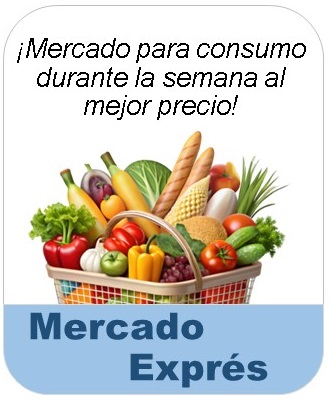 ¡Mercado para consumo
durante la semana al
mejor precio!
Mercado
Exprés